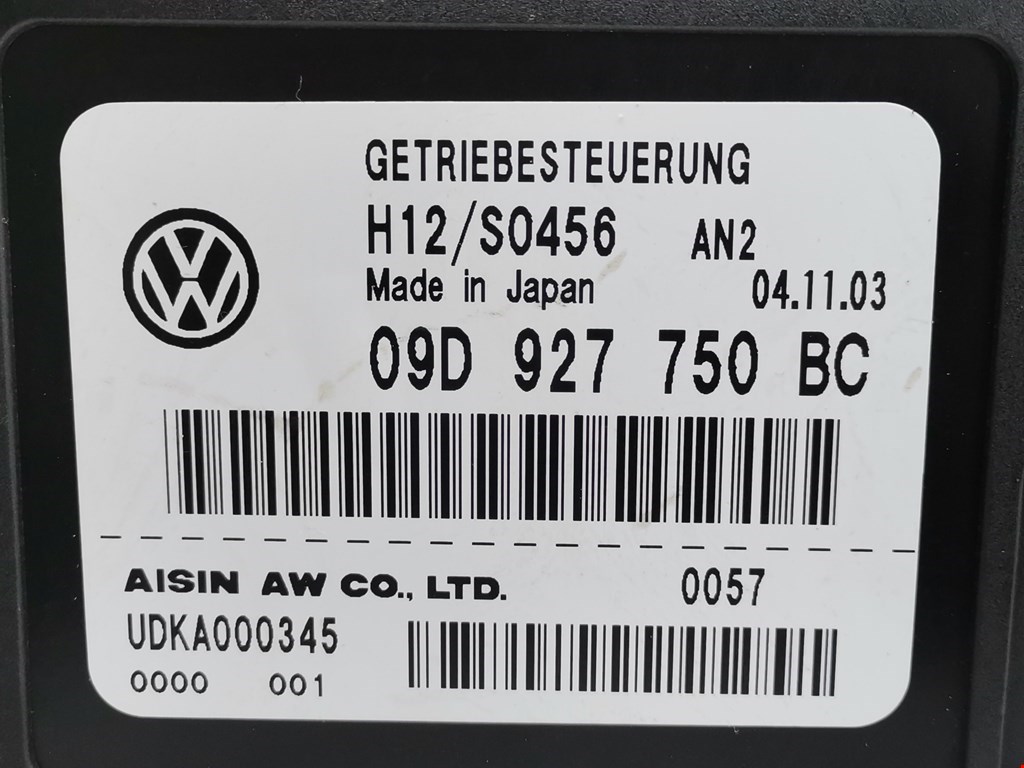 GETRIEBESTEUERUNG
H12/S0456 AN2
Made in Japan 04.11.03
09D 927 750 BC
AISIN AW CO., LTD. 0057
UDKA000345
0000 001